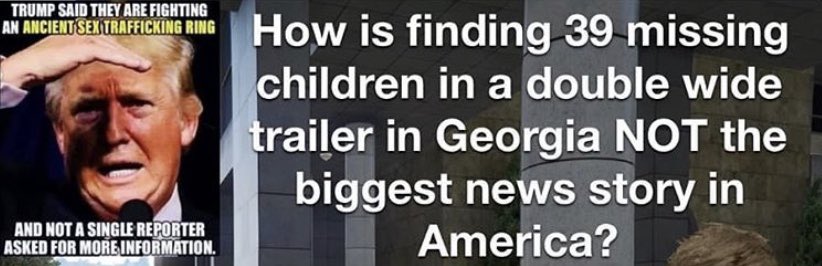 TRUMP SAID THEY ARE FIGHTING
AN ANCIENT SEX TRAFFICKING RING
AND NOT A SINGLE REPORTER
ASKED FOR MORE INFORMATION.
How is finding 39 missing
children in a double wide
trailer in Georgia NOT the
biggest news story in
America?